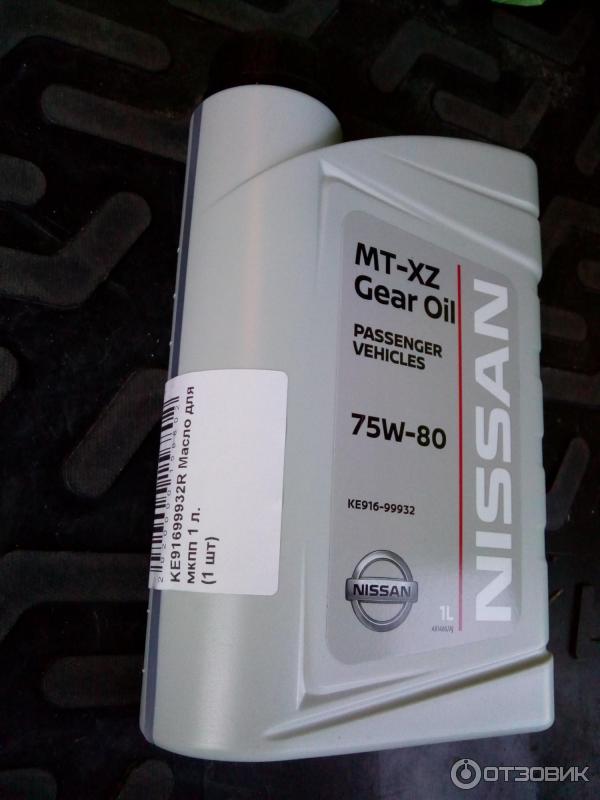 MT-XZ
Gear Oil
PASSENGER
VEHICLES
75W-80
KE916-99932
NISSAN
1L
NISSAN
KE91699932R Масло для
мкпп 1 л.
(1 шт)
ОТЗОВИК